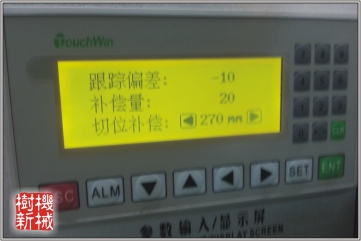 TouchWin
跟踪偏差: -10
补偿量: 20
切位补偿: ◀270 mm▶
CLR
ESC ALM SET ENT
樹機
新械
参数输入/显示屏
DISPLAY SCREEN